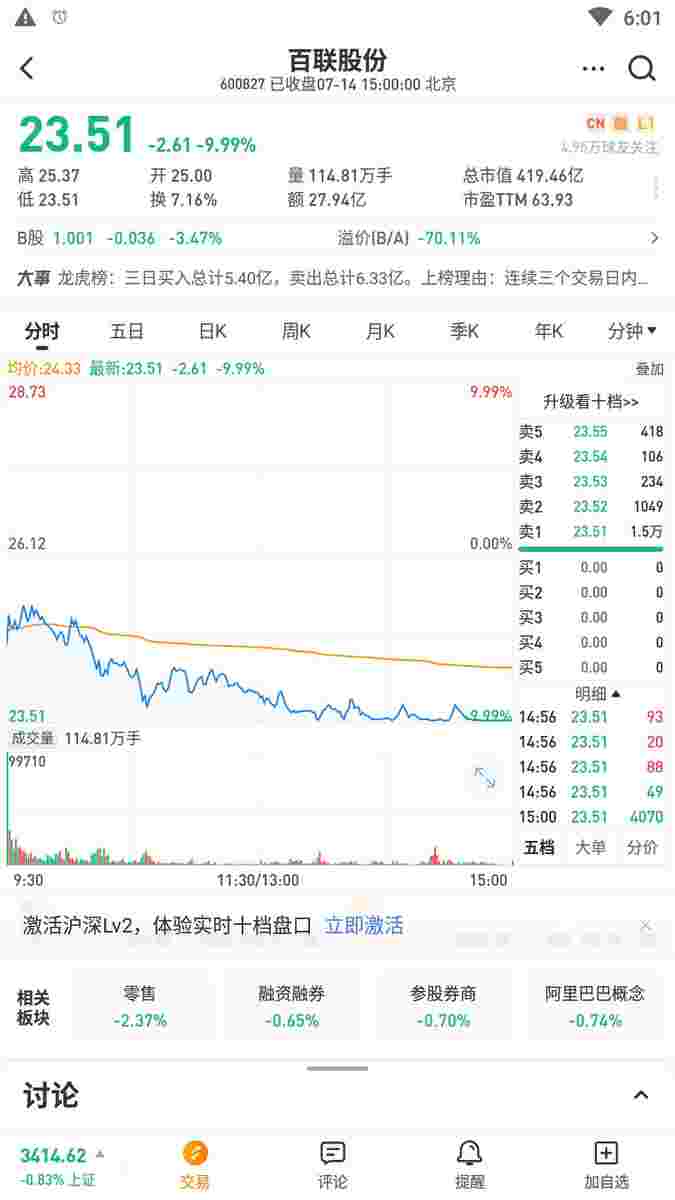 6:01
百联股份
600827 已收盘07-14 15:00:00 北京
23.51 -2.61 -9.99%
CN 融 L1
4.95万球友关注
高 25.37 开 25.00 量 114.81万手 总市值 419.46亿
低 23.51 换 7.16% 额 27.94亿 市盈TTM 63.93
B股 1.001 -0.036 -3.47% 溢价(B/A) -70.11%
大事 龙虎榜：三日买入总计5.40亿，卖出总计6.33亿。上榜理由：连续三个交易日内...
分时 五日 日K 周K 月K 季K 年K 分钟
均价:24.33 最新:23.51 -2.61 -9.99% 叠加
28.73 9.99%
升级看十档>>
卖5 23.55 418
卖4 23.54 106
卖3 23.53 234
卖2 23.52 1049
卖1 23.51 1.5万
26.12 0.00%
买1 0.00 0
买2 0.00 0
买3 0.00 0
买4 0.00 0
买5 0.00 0
明细
23.51 -9.99%
14:56 23.51 93
成交量 114.81万手
14:56 23.51 20
99710
14:56 23.51 88
14:56 23.51 49
15:00 23.51 4070
五档 大单 分价
9:30 11:30/13:00 15:00
激活沪深Lv2，体验实时十档盘口 立即激活
相关板块
零售 融资融券 参股券商 阿里巴巴概念
-2.37% -0.65% -0.70% -0.74%
讨论
3414.62
-0.83% 上证
交易 评论 提醒 加自选